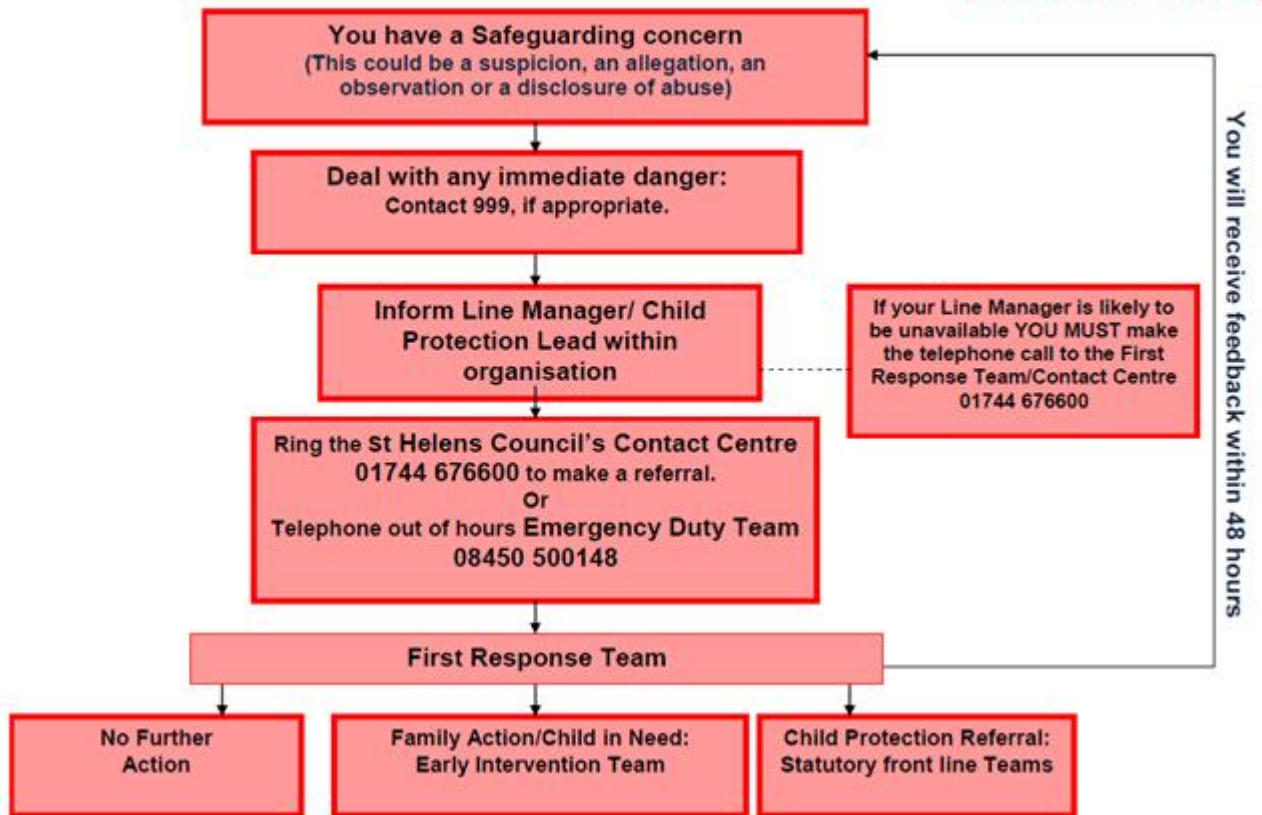 You have a Safeguarding concern
(This could be a suspicion, an allegation, an
observation or a disclosure of abuse)
Deal with any immediate danger:
Contact 999, if appropriate.
Inform Line Manager/ Child
Protection Lead within
organisation
If your Line Manager is likely to
be unavailable YOU MUST make
the telephone call to the First
Response Team/Contact Centre
01744 676600
Ring the St Helens Council’s Contact Centre
01744 676600 to make a referral.
Or
Telephone out of hours Emergency Duty Team
08450 500148
First Response Team
No Further
Action
Family Action/Child in Need:
Early Intervention Team
Child Protection Referral:
Statutory front line Teams
You will receive feedback within 48 hours